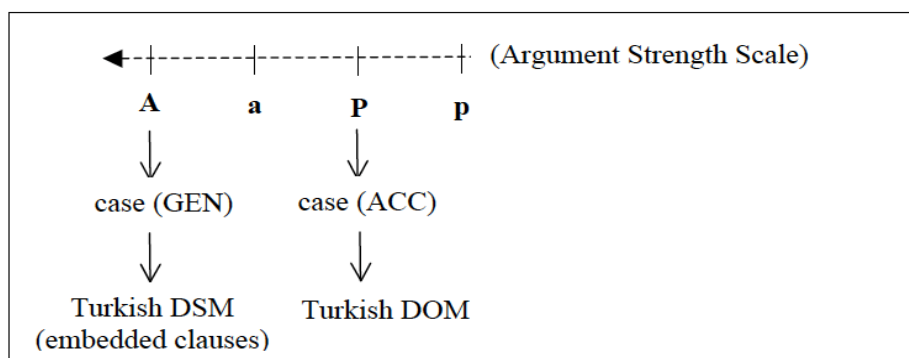 (Argument Strength Scale)
A a P p
case (GEN) case (ACC)
Turkish DSM Turkish DOM
(embedded clauses)